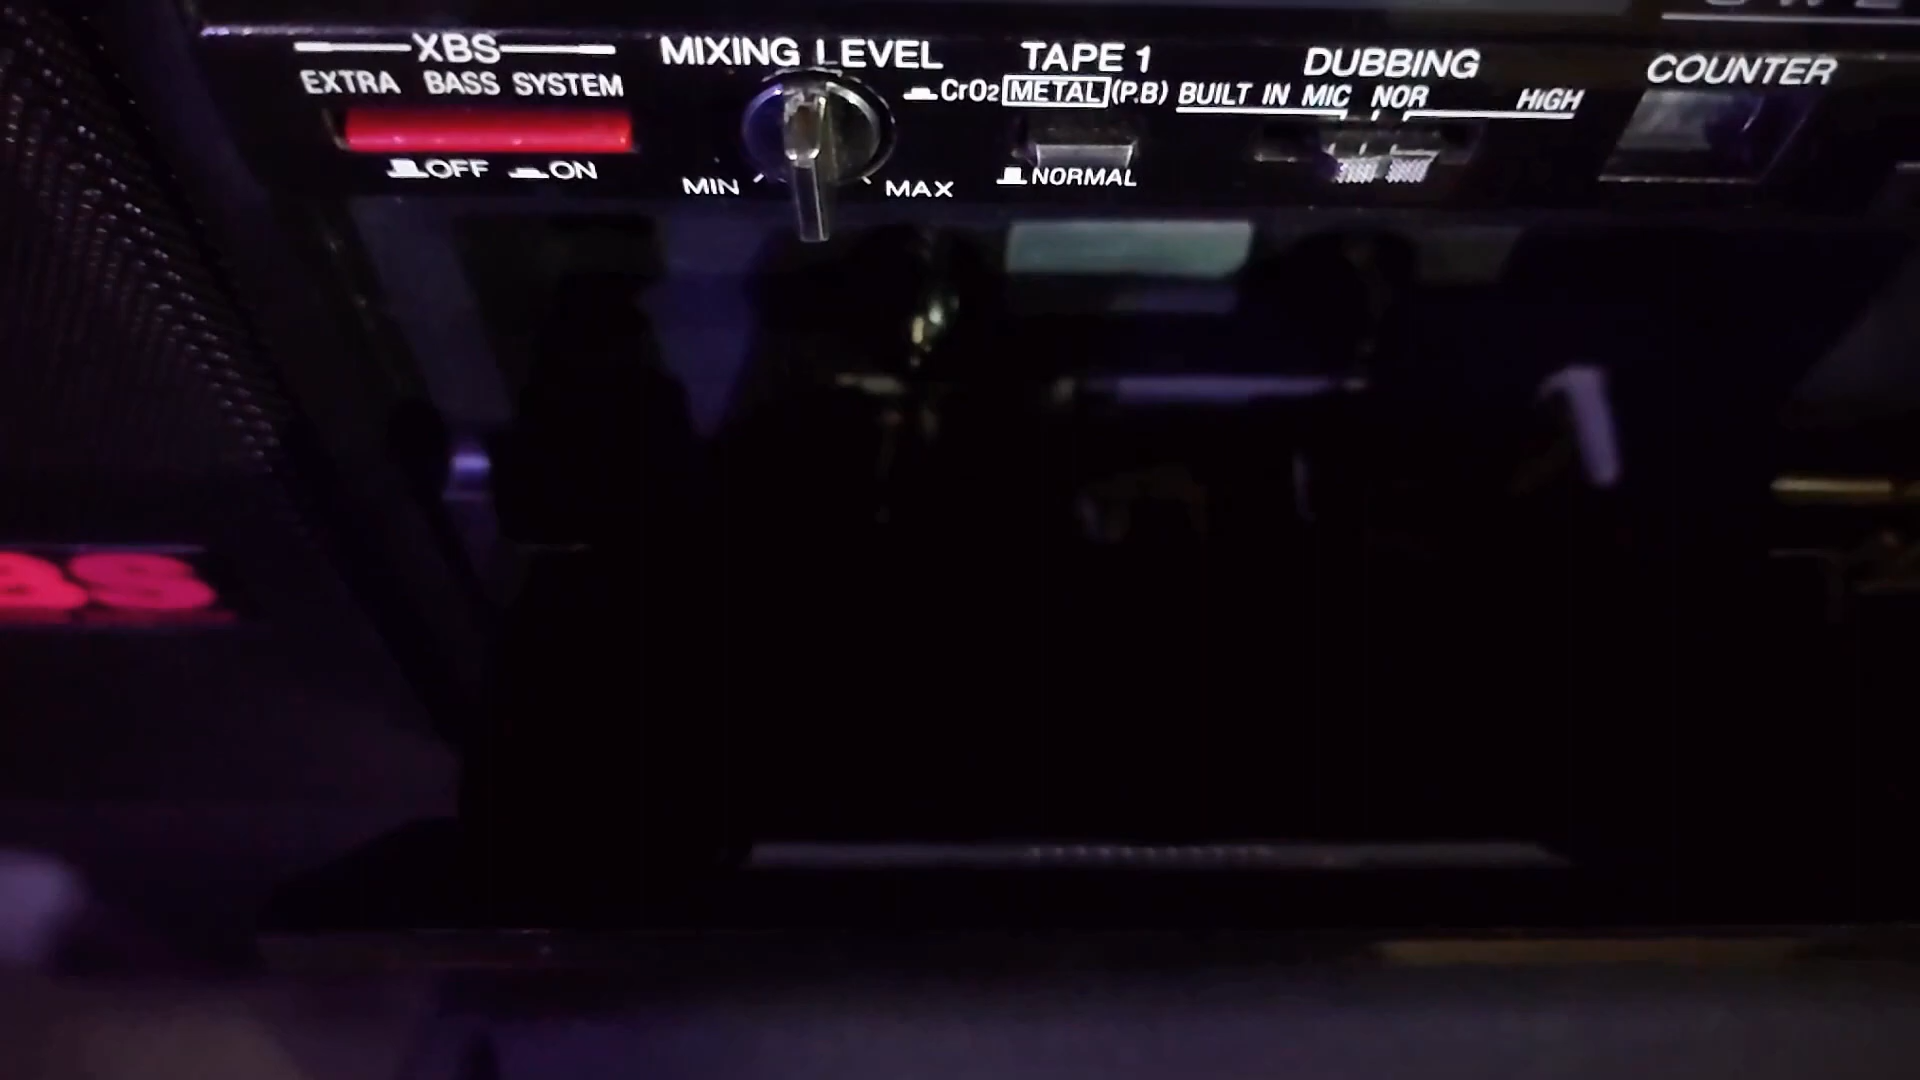 XBS
EXTRA BASS SYSTEM
OFF ON
MIXING LEVEL
MIN MAX
TAPE 1
CrO2 METAL (P.B)
NORMAL
DUBBING
BUILT IN MIC NOR HIGH
COUNTER
BS